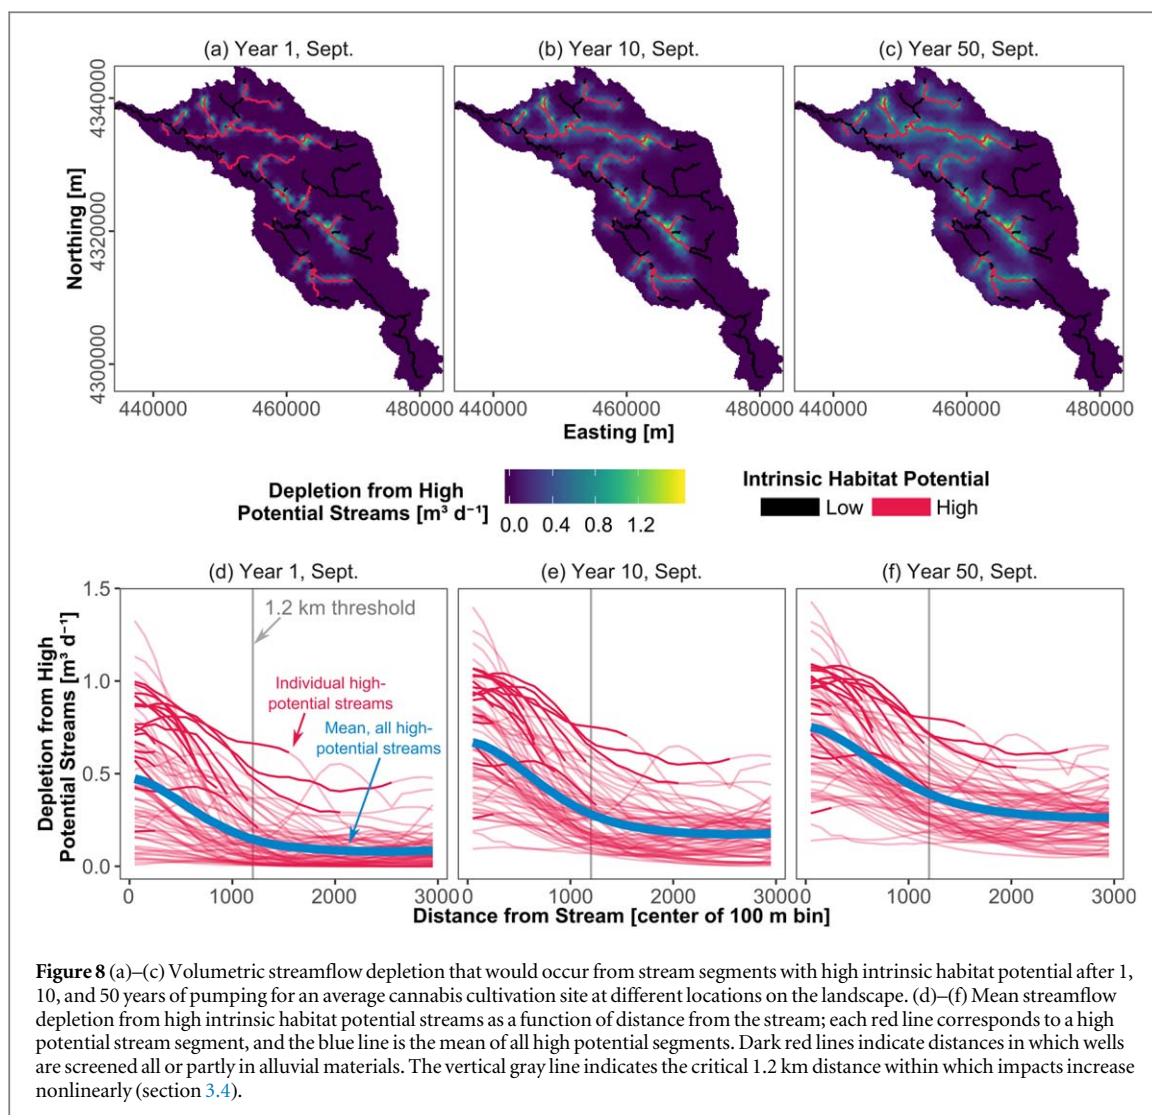 (a) Year 1, Sept.
(b) Year 10, Sept.
(c) Year 50, Sept.
Northing [m]
4340000
4320000
4300000
440000 460000 480000
440000 460000 480000
440000 460000 480000
Easting [m]
Depletion from High
Potential Streams [m³ d⁻¹]
0.0 0.4 0.8 1.2
Intrinsic Habitat Potential
Low High
(d) Year 1, Sept.
(e) Year 10, Sept.
(f) Year 50, Sept.
Depletion from High
Potential Streams [m³ d⁻¹]
1.5
1.0
0.5
0.0
1.2 km threshold
Individual high-
potential streams
Mean, all high-
potential streams
0 1000 2000 3000
0 1000 2000 3000
0 1000 2000 3000
Distance from Stream [center of 100 m bin]
Figure 8 (a)–(c) Volumetric streamflow depletion that would occur from stream segments with high intrinsic habitat potential after 1,
10, and 50 years of pumping for an average cannabis cultivation site at different locations on the landscape. (d)–(f) Mean streamflow
depletion from high intrinsic habitat potential streams as a function of distance from the stream; each red line corresponds to a high
potential stream segment, and the blue line is the mean of all high potential segments. Dark red lines indicate distances in which wells
are screened all or partly in alluvial materials. The vertical gray line indicates the critical 1.2 km distance within which impacts increase
nonlinearly (section 3.4).